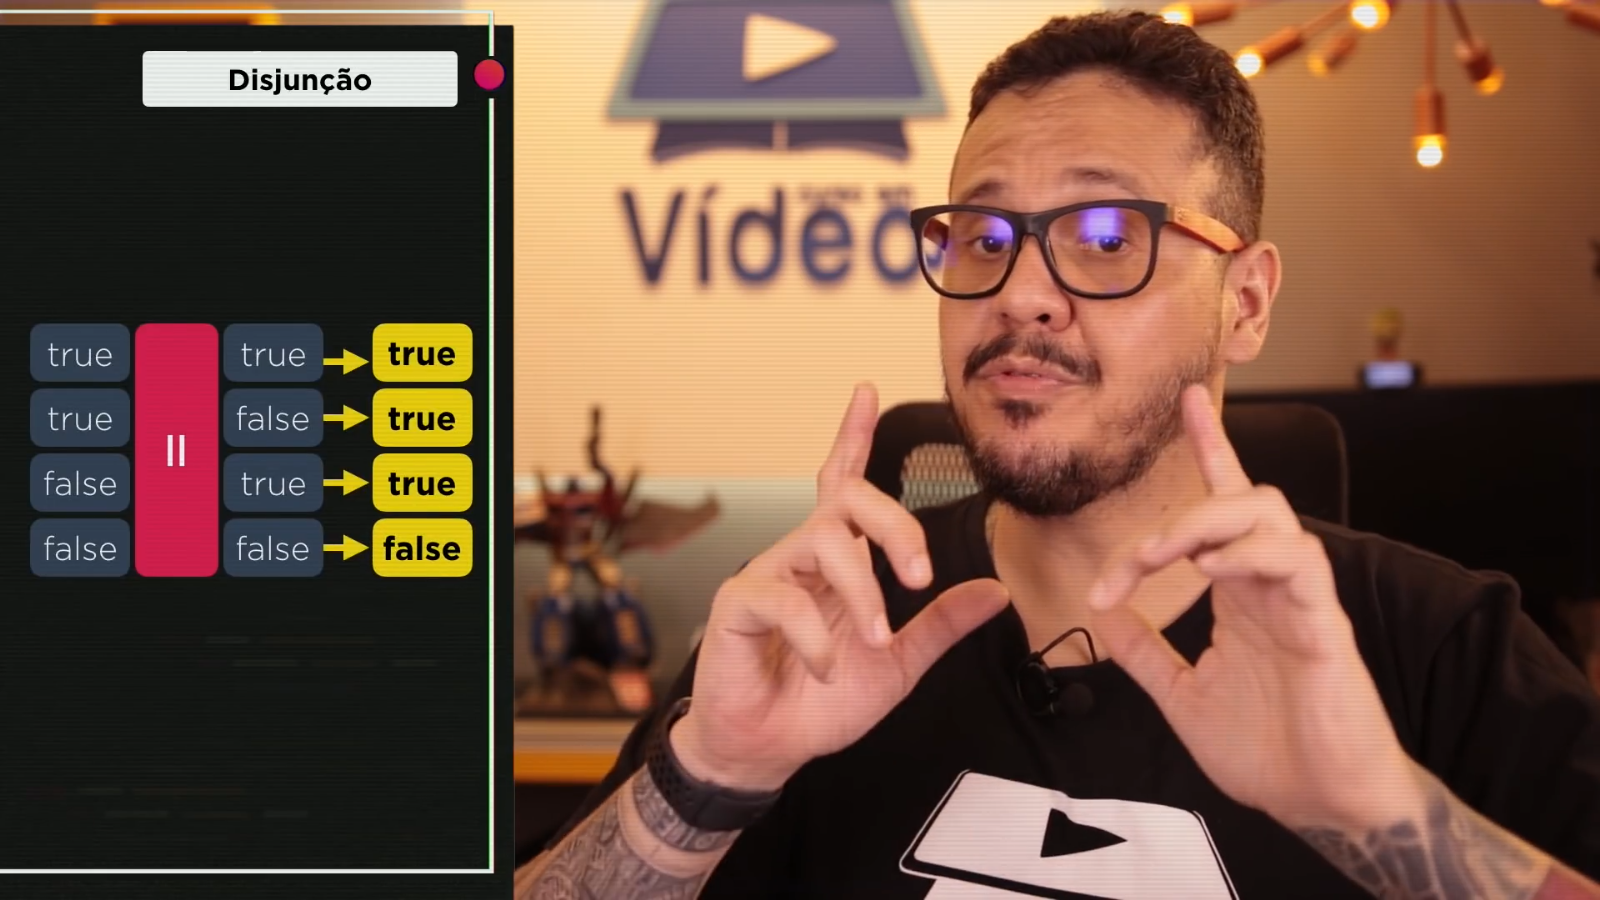 Disjunção
true || true true
true false true
false true true
false false false
Vídeo